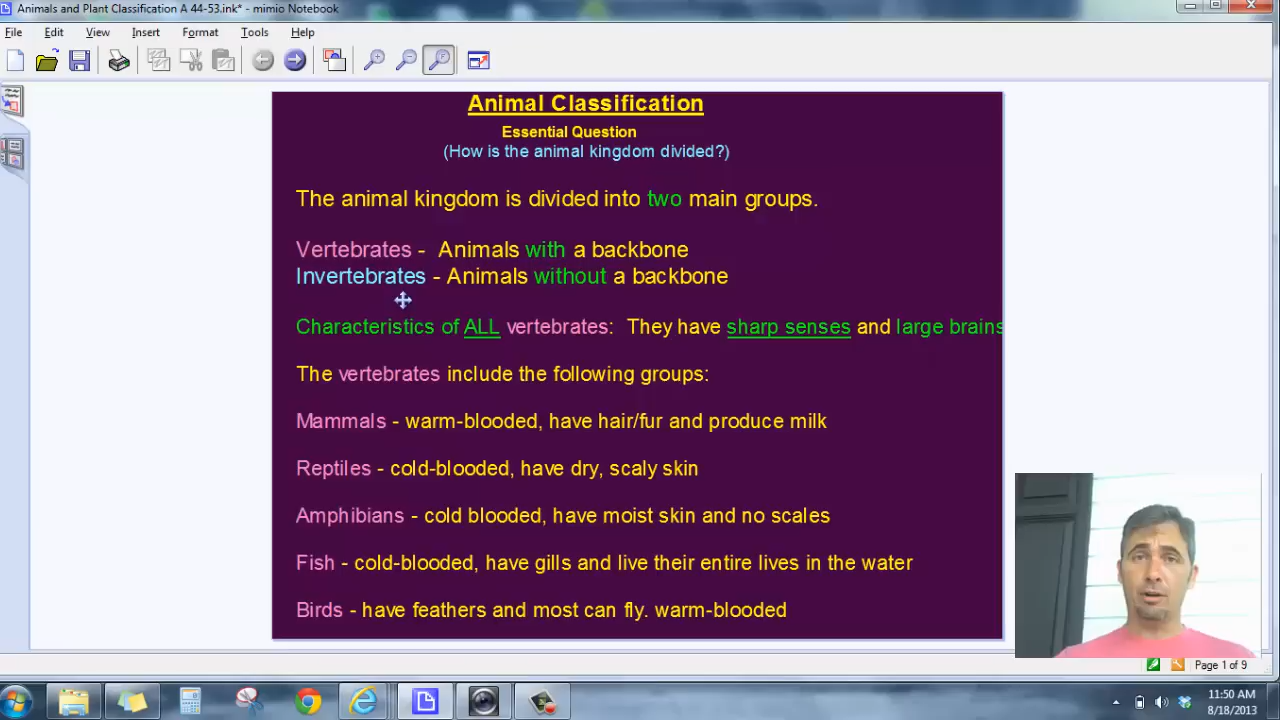 Animals and Plant Classification A 44-53.ink* - mimio Notebook
File Edit View Insert Format Tools Help
Animal Classification
Essential Question
(How is the animal kingdom divided?)
The animal kingdom is divided into two main groups.
Vertebrates - Animals with a backbone
Invertebrates - Animals without a backbone
Characteristics of ALL vertebrates: They have sharp senses and large brains
The vertebrates include the following groups:
Mammals - warm-blooded, have hair/fur and produce milk
Reptiles - cold-blooded, have dry, scaly skin
Amphibians - cold blooded, have moist skin and no scales
Fish - cold-blooded, have gills and live their entire lives in the water
Birds - have feathers and most can fly. warm-blooded
Page 1 of 9
11:50 AM
8/18/2013